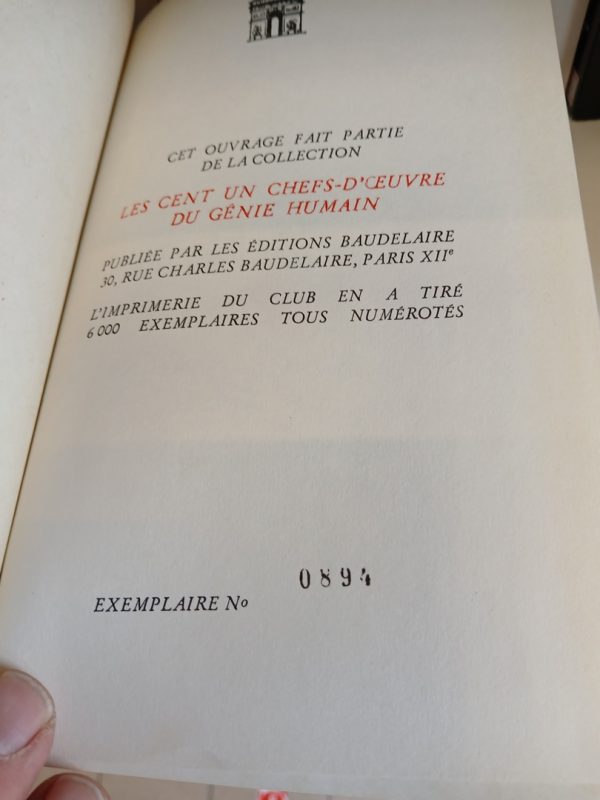 CET OUVRAGE FAIT PARTIE
DE LA COLLECTION
LES CENT UN CHEFS-D'ŒUVRE
DU GÉNIE HUMAIN
PUBLIÉE PAR LES ÉDITIONS BAUDELAIRE
30, RUE CHARLES BAUDELAIRE, PARIS XIIe
L'IMPRIMERIE DU CLUB EN A TIRÉ
6 000 EXEMPLAIRES TOUS NUMÉROTÉS
EXEMPLAIRE No 0894